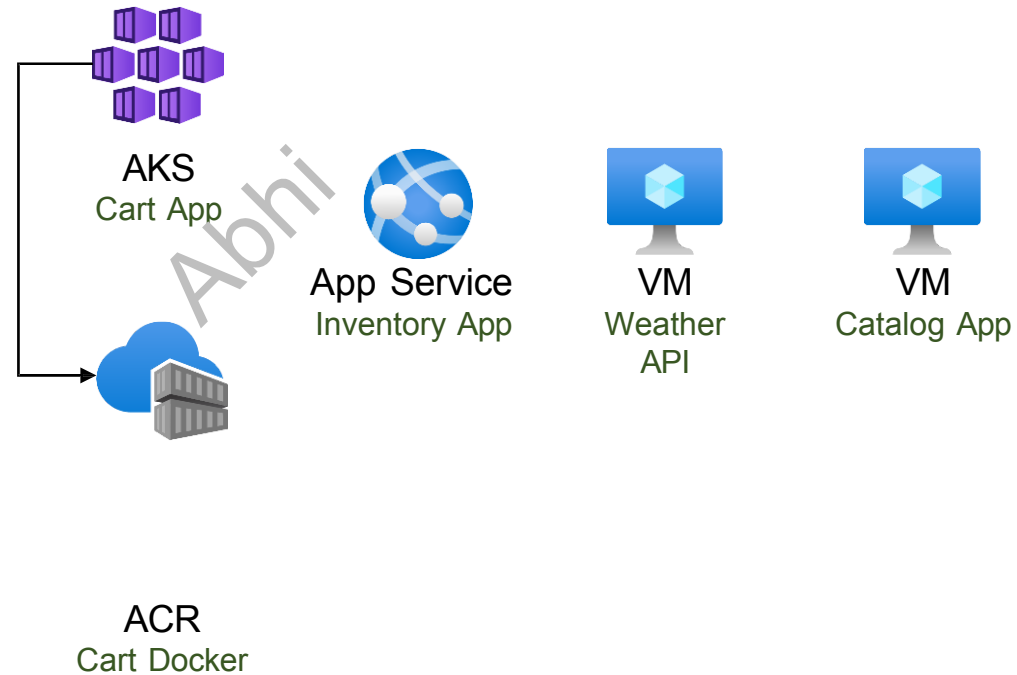 AKS
Cart App
Abhi
App Service
Inventory App
VM
Weather
API
VM
Catalog App
ACR
Cart Docker